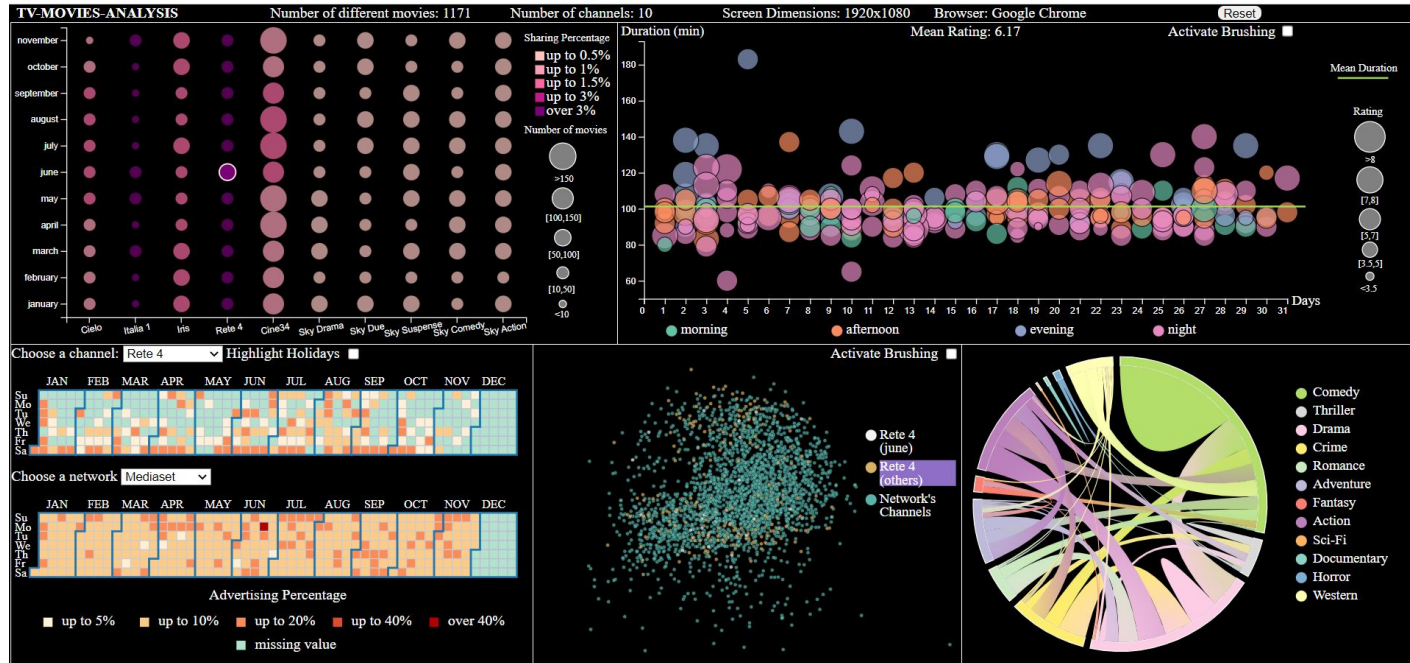 TV-MOVIES-ANALYSIS Number of different movies: 1171 Number of channels: 10 Screen Dimensions: 1920x1080 Browser: Google Chrome Reset
november
october
september
august
july
june
may
april
march
february
january
Cielo Italia 1 Iris Rete 4 Cine34 Sky Drama Sky Due Sky Suspense Sky Comedy Sky Action
Sharing Percentage
up to 0.5%
up to 1%
up to 1.5%
up to 3%
over 3%
Number of movies
>150
[100,150]
[50,100]
[10,50]
<10
Duration (min) Mean Rating: 6.17 Activate Brushing
180
160
140
120
100
80
60
0 1 2 3 4 5 6 7 8 9 10 11 12 13 14 15 16 17 18 19 20 21 22 23 24 25 26 27 28 29 30 31 Days
morning afternoon evening night
Mean Duration
Rating
>8
[7,8]
[5,7]
[3.5,5]
<3.5
Choose a channel: Rete 4 Highlight Holidays
JAN FEB MAR APR MAY JUN JUL AUG SEP OCT NOV DEC
Su
Mo
Tu
We
Th
Fr
Sa
Choose a network Mediaset
JAN FEB MAR APR MAY JUN JUL AUG SEP OCT NOV DEC
Su
Mo
Tu
We
Th
Fr
Sa
Advertising Percentage
up to 5% up to 10% up to 20% up to 40% over 40%
missing value
Activate Brushing
Rete 4
(june)
Rete 4
(others)
Network's
Channels
Comedy
Thriller
Drama
Crime
Romance
Adventure
Fantasy
Action
Sci-Fi
Documentary
Horror
Western